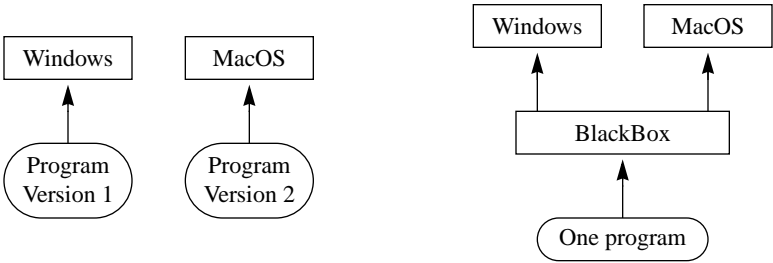 Windows
MacOS
Program
Version 1
Program
Version 2
Windows
MacOS
BlackBox
One program